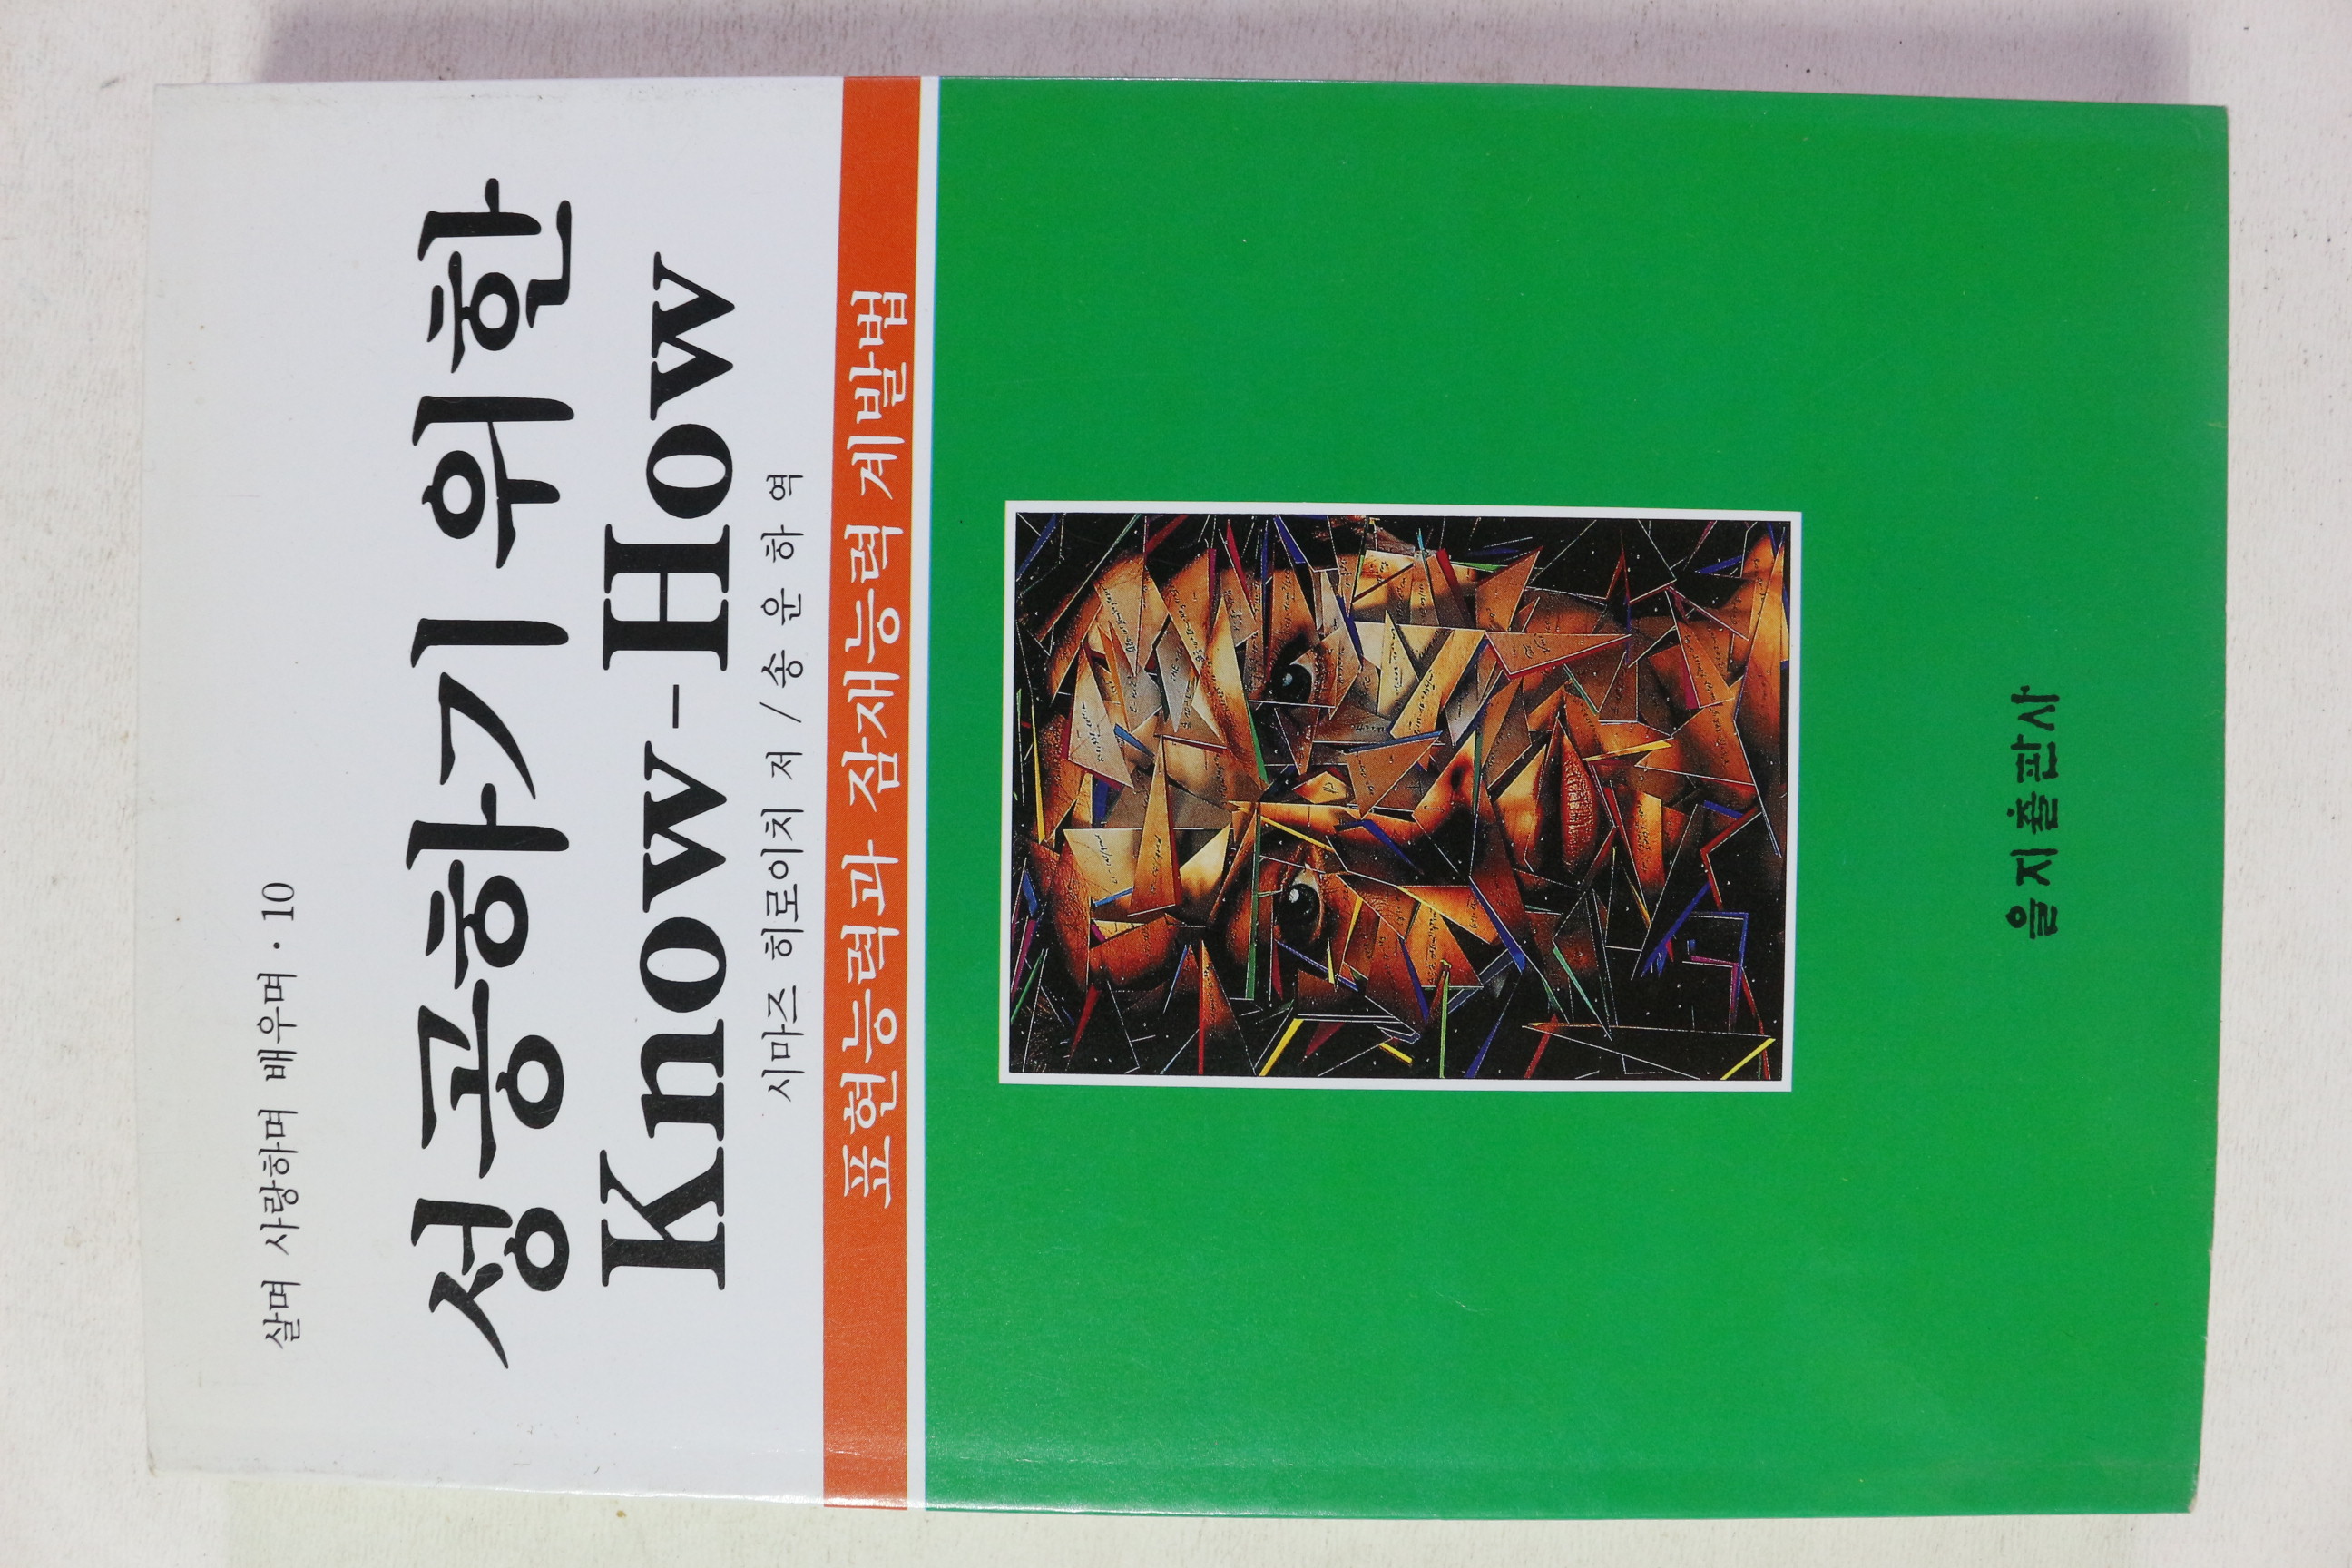 살며 사랑하며 배우며 · 10
성공하기 위한
Know-How
시마즈 히로이치 저 / 송 운 하 역
표현능력과 잠재능력 계발법
을지출판사